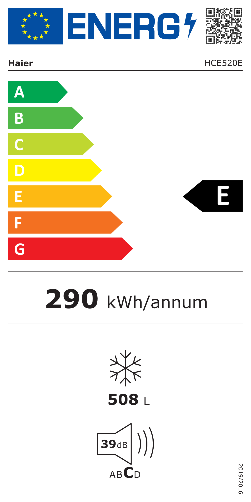 ENERG
Haier HCE520E
A
B
C
D
E
E
F
G
290 kWh/annum
508 L
39dB
ABCD